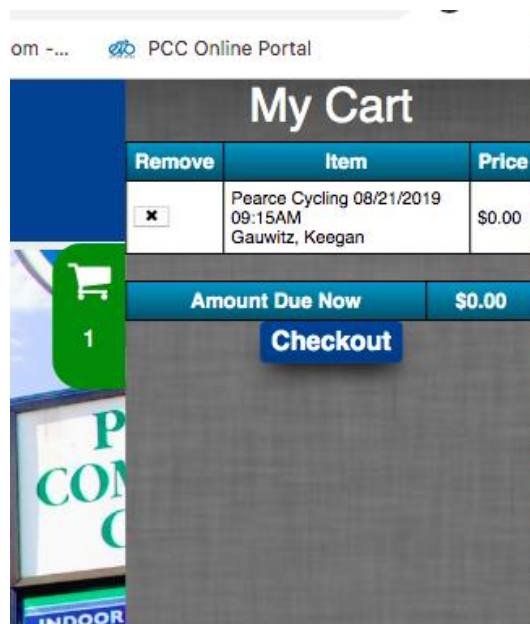 om -... PCC Online Portal
My Cart
Remove Item Price
Pearce Cycling 08/21/2019
09:15AM
Gauwitz, Keegan
$0.00
Amount Due Now $0.00
1
Checkout
P
COM
C
INDOOR